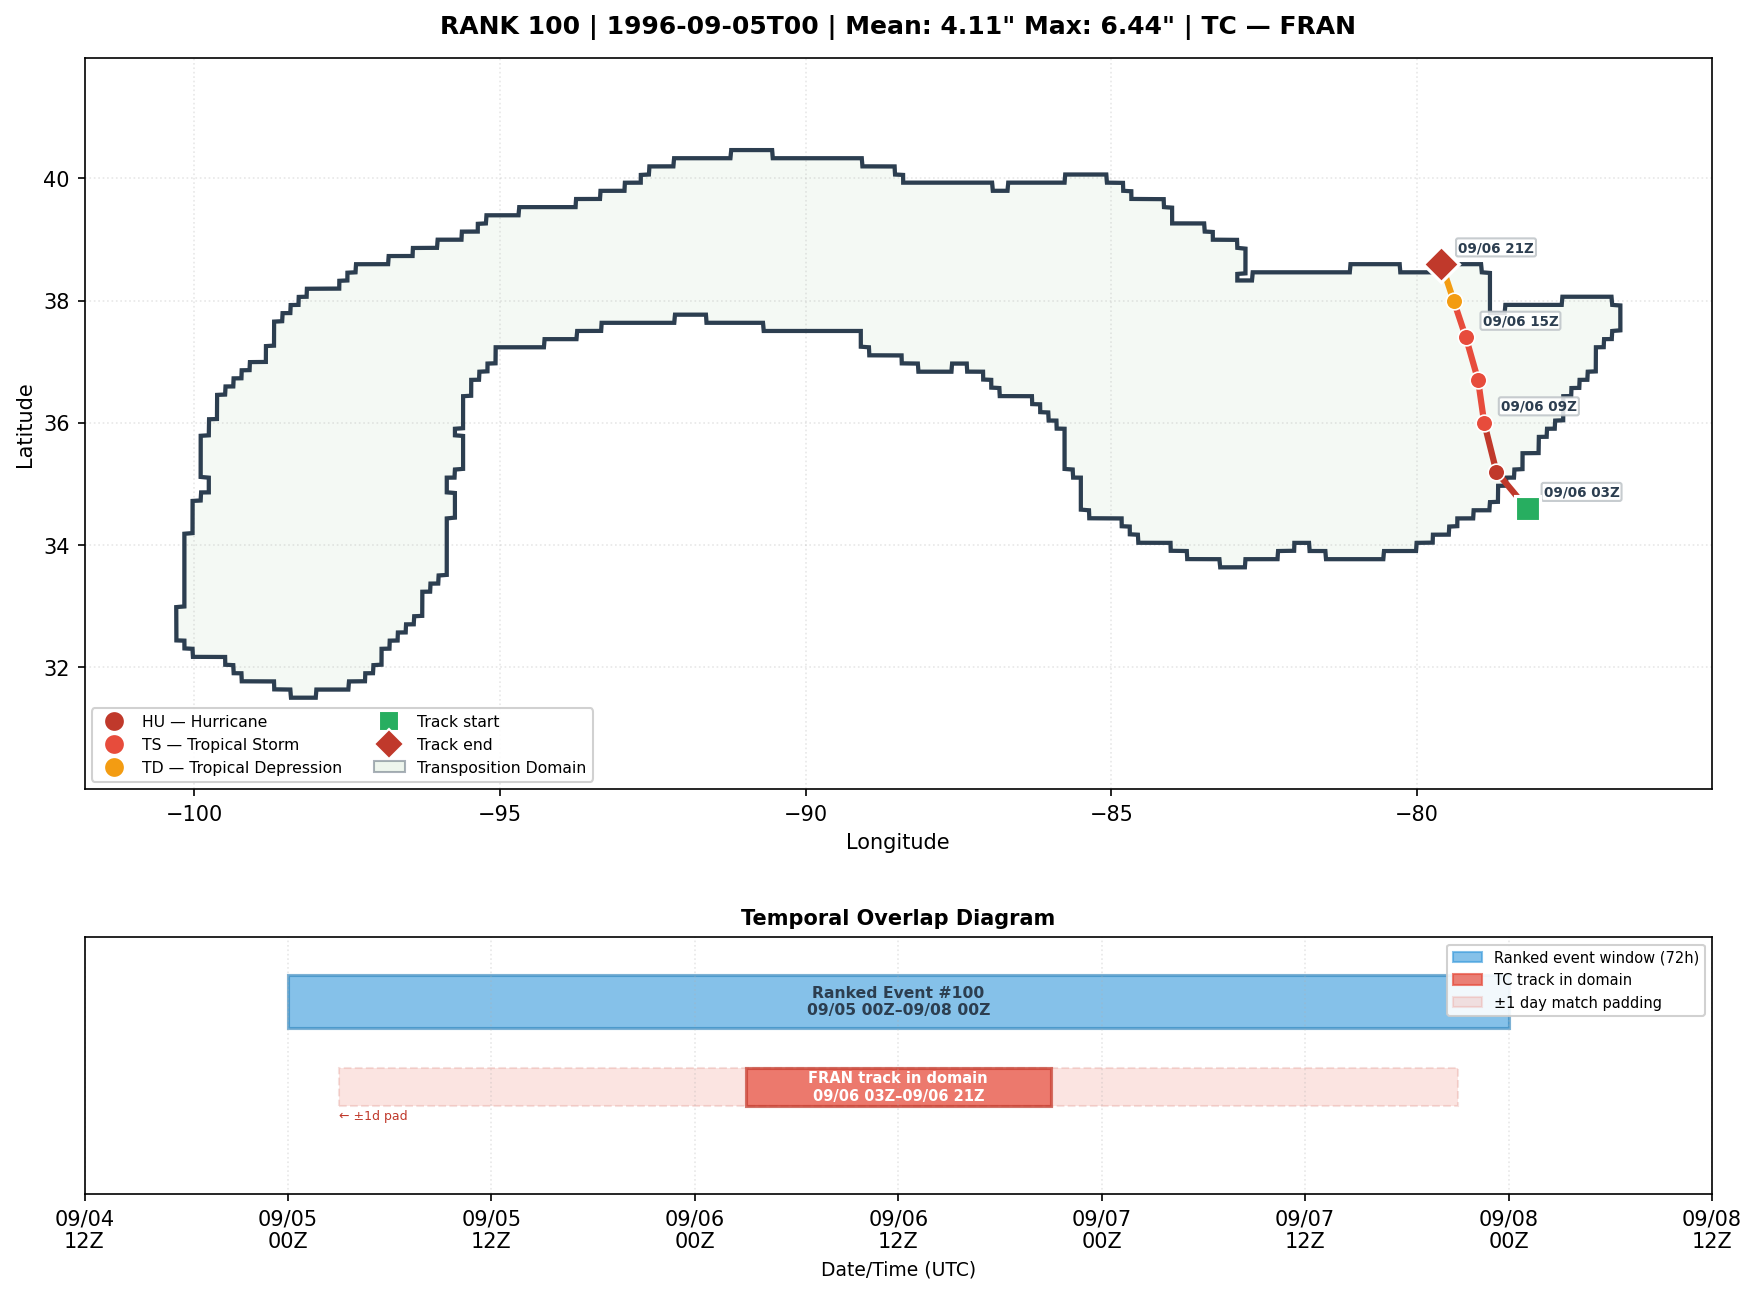 RANK 100 | 1996-09-05T00 | Mean: 4.11" Max: 6.44" | TC — FRAN
Latitude
40
38
36
34
32
09/06 21Z
09/06 15Z
09/06 09Z
09/06 03Z
HU — Hurricane
TS — Tropical Storm
TD — Tropical Depression
Track start
Track end
Transposition Domain
−100
−95
−90
−85
−80
Longitude
Temporal Overlap Diagram
Ranked event window (72h)
TC track in domain
±1 day match padding
Ranked Event #100
09/05 00Z–09/08 00Z
FRAN track in domain
09/06 03Z–09/06 21Z
← ±1d pad
09/04
12Z
09/05
00Z
09/05
12Z
09/06
00Z
09/06
12Z
09/07
00Z
09/07
12Z
09/08
00Z
09/08
12Z
Date/Time (UTC)